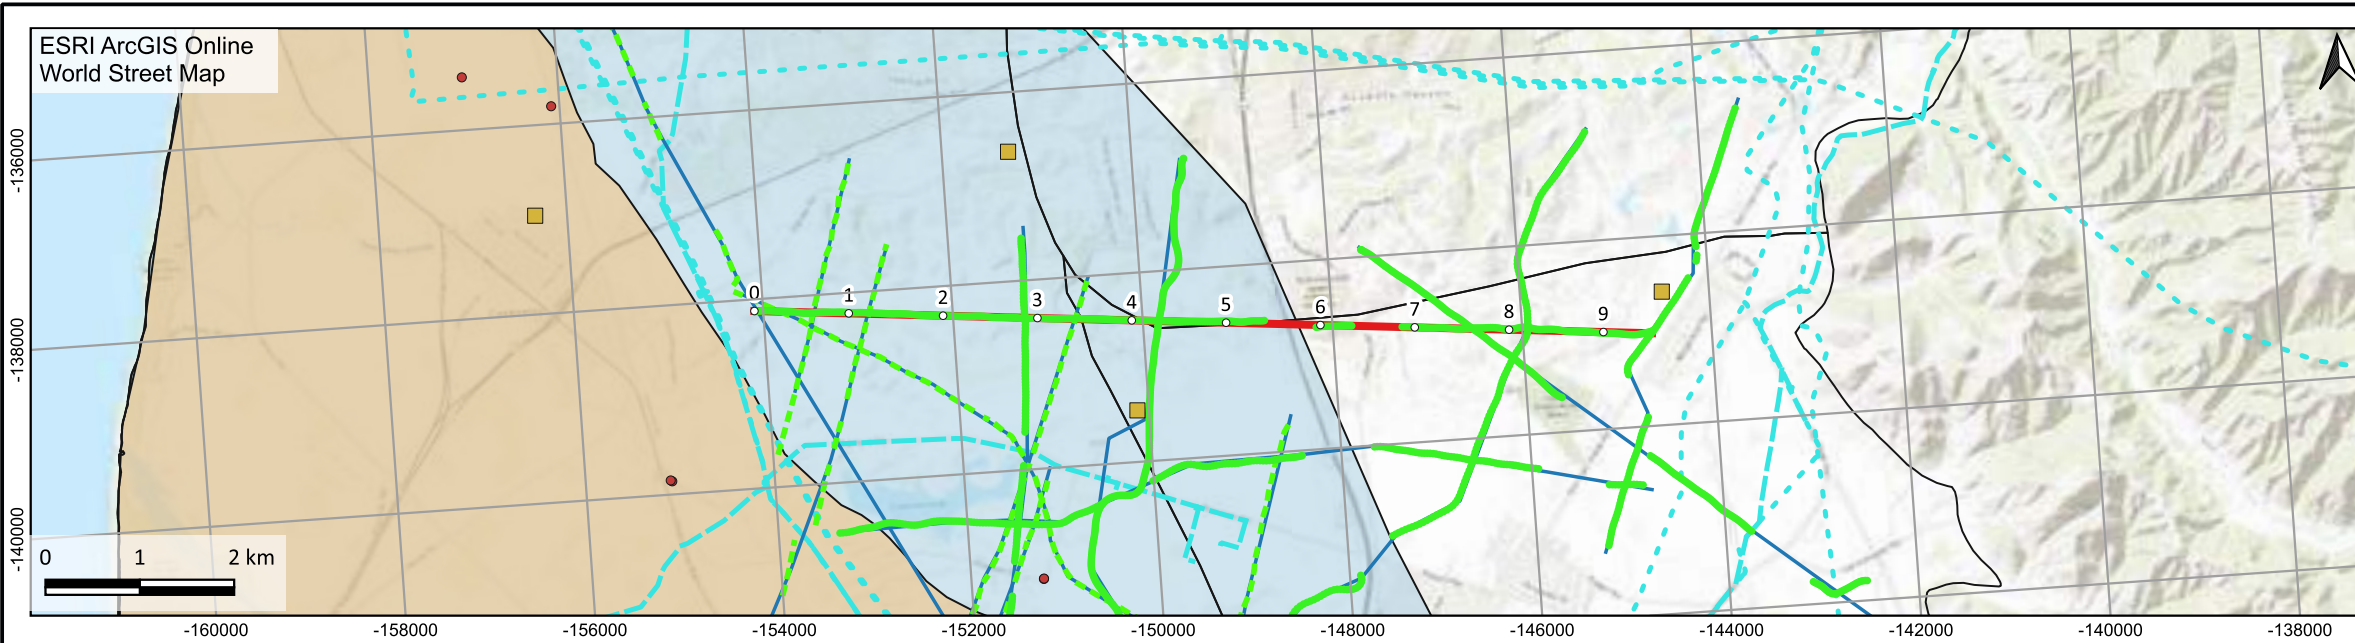 ESRI ArcGIS Online
World Street Map
-136000
-138000
-140000
0 1 2 3 4 5 6 7 8 9
0 1 2 km
-160000 -158000 -156000 -154000 -152000 -150000 -148000 -146000 -144000 -142000 -140000 -138000